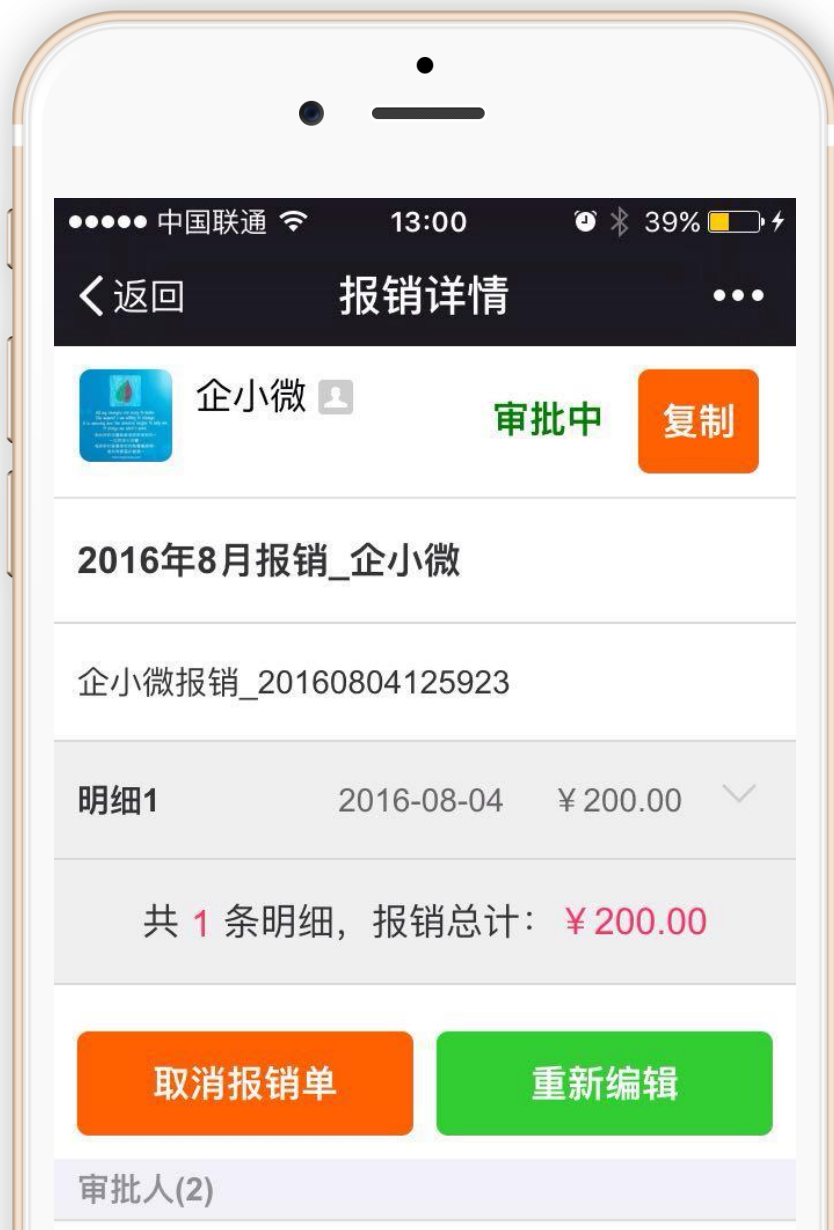 中国联通 13:00 39%
返回 报销详情
企小微 审批中 复制
2016年8月报销_企小微
企小微报销_20160804125923
明细1 2016-08-04 ¥200.00
共 1 条明细，报销总计：¥200.00
取消报销单 重新编辑
审批人(2)